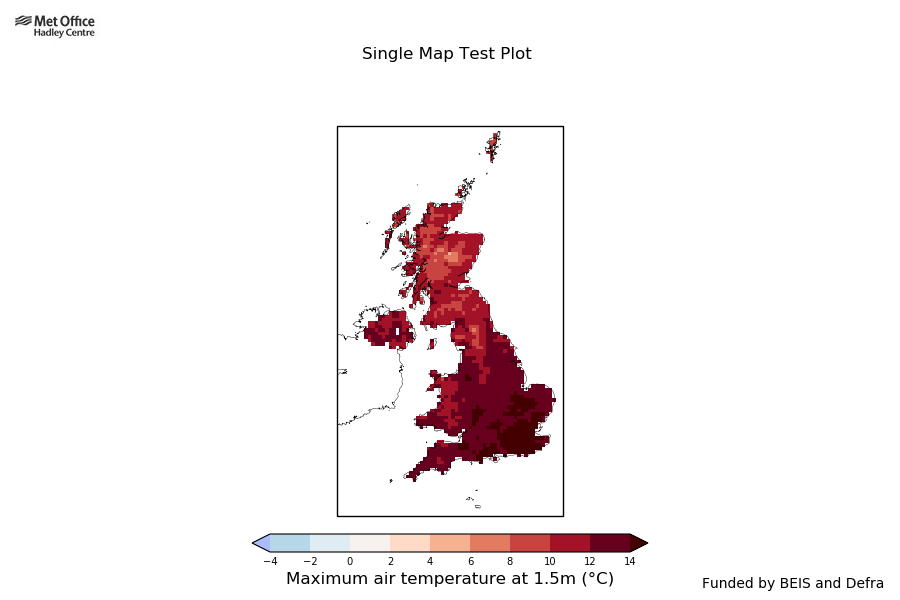 Met Office
Hadley Centre
Single Map Test Plot
−4 −2 0 2 4 6 8 10 12 14
Maximum air temperature at 1.5m (°C)
Funded by BEIS and Defra